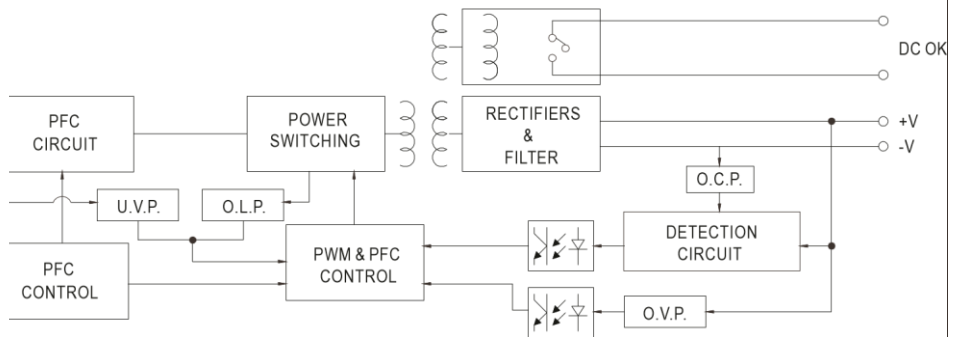 DC OK
PFC
CIRCUIT
POWER
SWITCHING
RECTIFIERS
&
FILTER
+V
-V
O.C.P.
U.V.P.
O.L.P.
DETECTION
CIRCUIT
PWM & PFC
CONTROL
PFC
CONTROL
O.V.P.